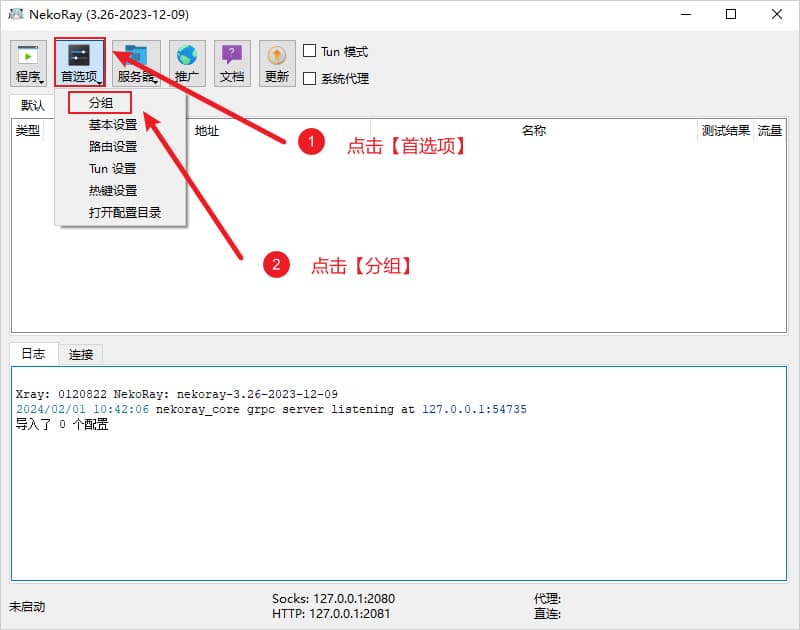 NekoRay (3.26-2023-12-09)
程序 首选项 服务器 推广 文档 更新
Tun 模式
系统代理
默认
分组
基本设置
路由设置
Tun 设置
热键设置
打开配置目录
类型 地址 名称 测试结果 流量
1 点击【首选项】
2 点击【分组】
日志 连接
Xray: 0120822 NekoRay: nekoray-3.26-2023-12-09
2024/02/01 10:42:06 nekoray_core grpc server listening at 127.0.0.1:54735
导入了 0 个配置
未启动
Socks: 127.0.0.1:2080
HTTP: 127.0.0.1:2081
代理:
直连: